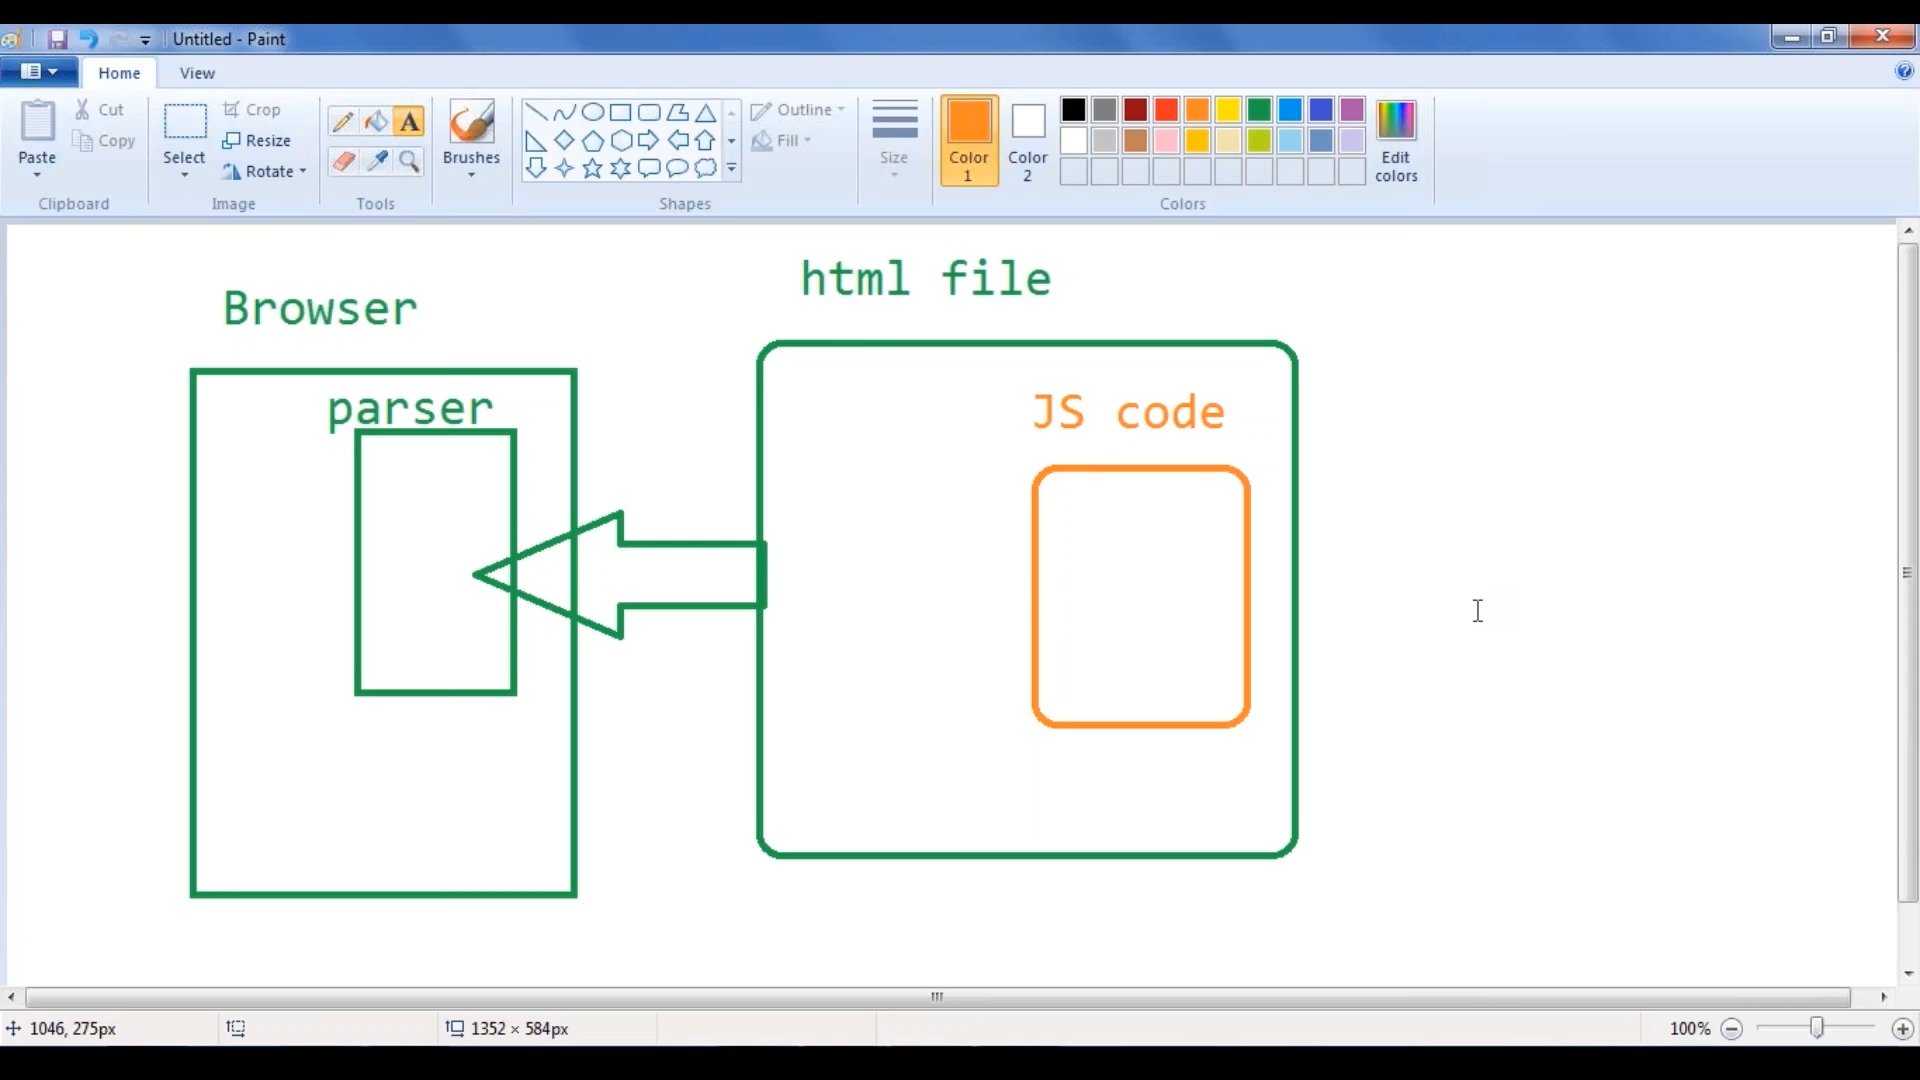 Untitled - Paint
Home View
Paste
Cut
Copy
Clipboard
Select
Crop
Resize
Rotate
Image
A
Tools
Brushes
Outline
Fill
Shapes
Size
Color 1
Color 2
Edit colors
Colors
Browser
html file
parser
JS code
1046, 275px
1352 × 584px
100%